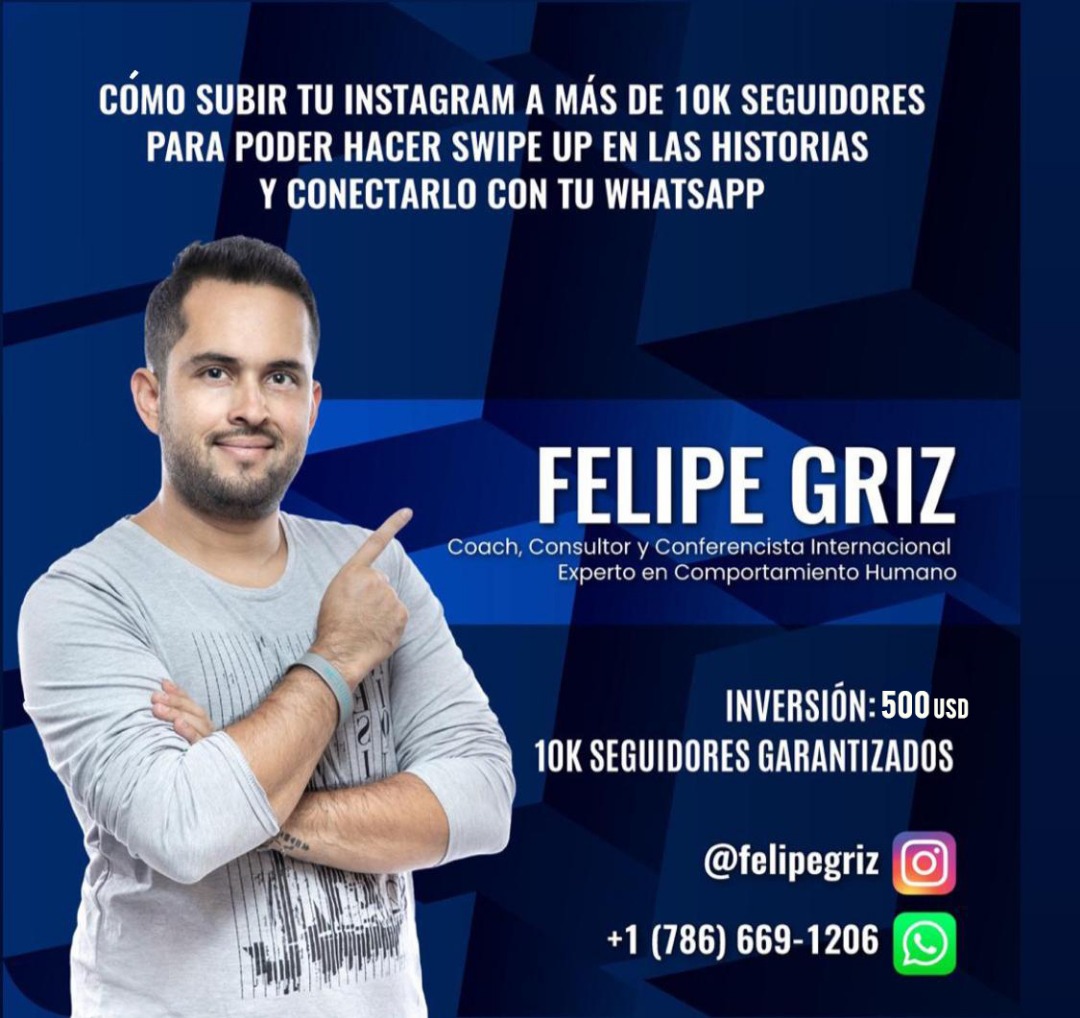 CÓMO SUBIR TU INSTAGRAM A MÁS DE 10K SEGUIDORES
PARA PODER HACER SWIPE UP EN LAS HISTORIAS
Y CONECTARLO CON TU WHATSAPP
FELIPE GRIZ
Coach, Consultor y Conferencista Internacional
Experto en Comportamiento Humano
INVERSIÓN: 500 USD
10K SEGUIDORES GARANTIZADOS
@felipegriz
+1 (786) 669-1206